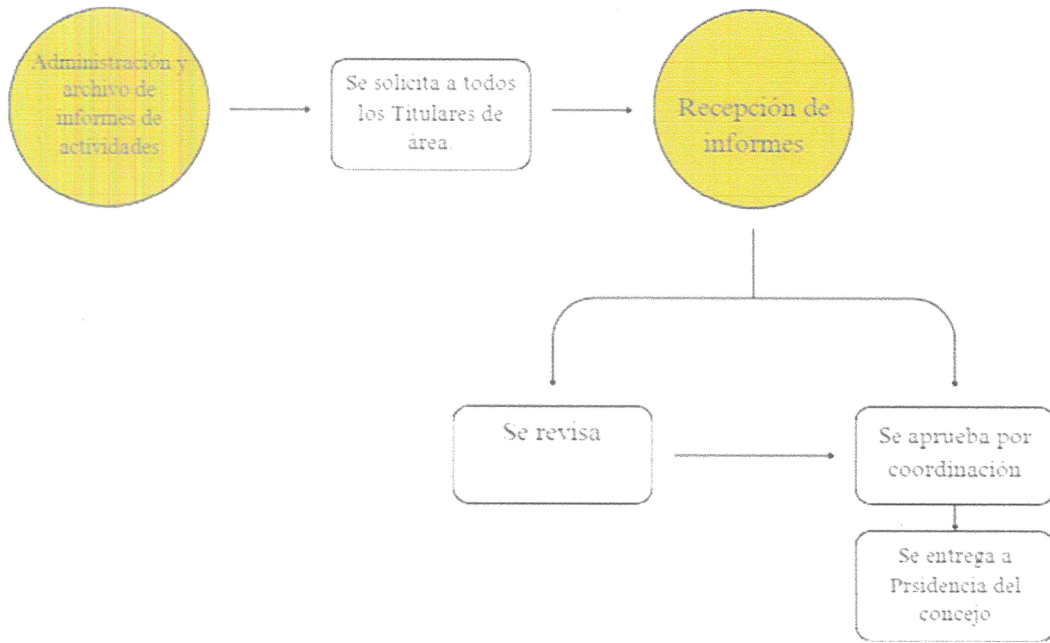 Administración y
archivo de
informes de
actividades
Se solicita a todos
los Titulares de
área.
Recepción de
informes
Se revisa
Se aprueba por
coordinación
Se entrega a
Prsidencia del
concejo